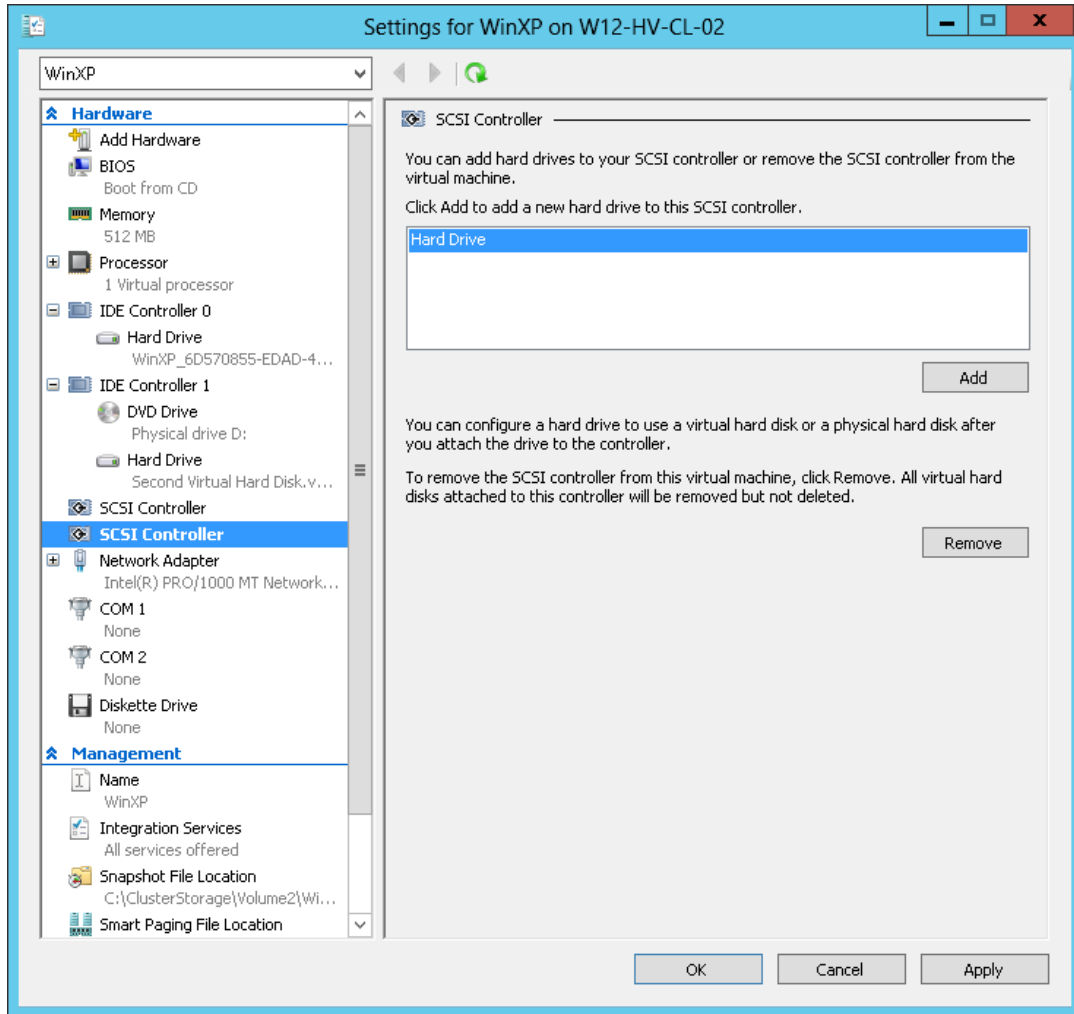 Settings for WinXP on W12-HV-CL-02
WinXP
Hardware
Add Hardware
BIOS
Boot from CD
Memory
512 MB
Processor
1 Virtual processor
IDE Controller 0
Hard Drive
WinXP_6D570855-EDAD-4...
IDE Controller 1
DVD Drive
Physical drive D:
Hard Drive
Second Virtual Hard Disk.v...
SCSI Controller
SCSI Controller
Network Adapter
Intel(R) PRO/1000 MT Network...
COM 1
None
COM 2
None
Diskette Drive
None
Management
Name
WinXP
Integration Services
All services offered
Snapshot File Location
C:\ClusterStorage\Volume2\Wi...
Smart Paging File Location
SCSI Controller
You can add hard drives to your SCSI controller or remove the SCSI controller from the
virtual machine.
Click Add to add a new hard drive to this SCSI controller.
Hard Drive
Add
You can configure a hard drive to use a virtual hard disk or a physical hard disk after
you attach the drive to the controller.
To remove the SCSI controller from this virtual machine, click Remove. All virtual hard
disks attached to this controller will be removed but not deleted.
Remove
OK
Cancel
Apply